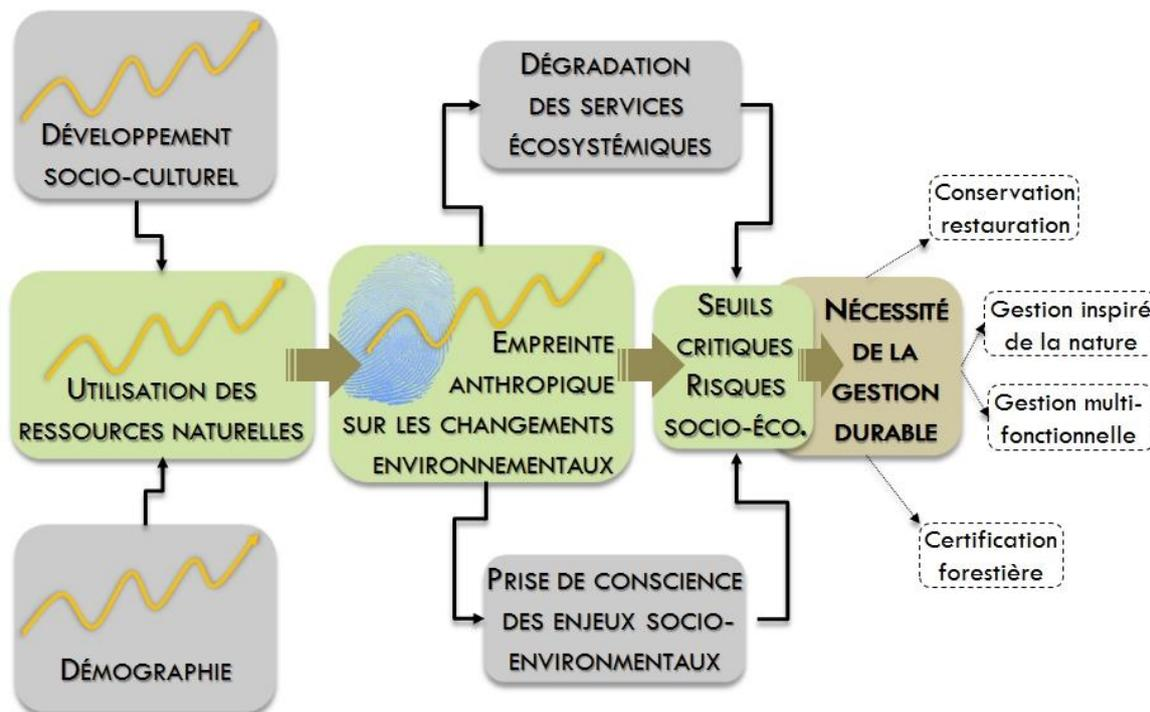 DÉVELOPPEMENT
SOCIO-CULTUREL
UTILISATION DES
RESSOURCES NATURELLES
DÉMOGRAPHIE
DÉGRADATION
DES SERVICES
ÉCOSYSTÉMIQUES
EMPREINTE
ANTHROPIQUE
SUR LES CHANGEMENTS
ENVIRONNEMENTAUX
PRISE DE CONSCIENCE
DES ENJEUX SOCIO-
ENVIRONMENTAUX
SEUILS
CRITIQUES
RISQUES
SOCIO-ÉCO.
NÉCESSITÉ
DE LA
GESTION
DURABLE
Conservation
restauration
Gestion inspiré
de la nature
Gestion multi-
fonctionnelle
Certification
forestière